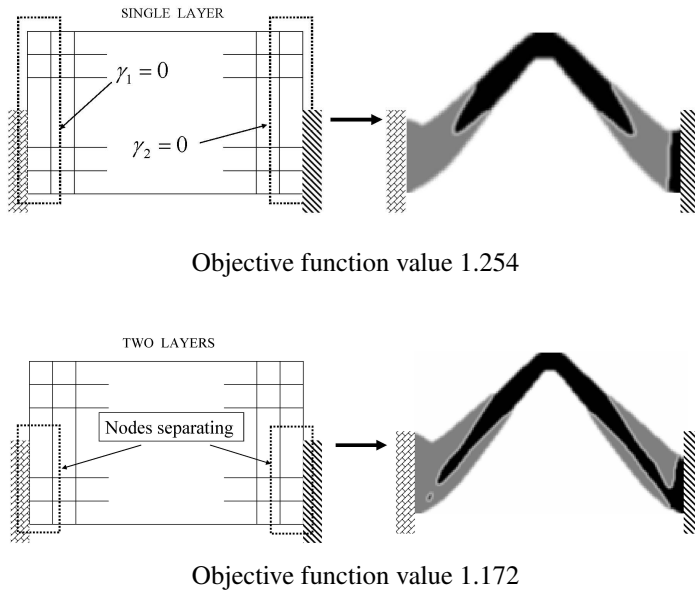 SINGLE LAYER
γ₁ = 0
γ₂ = 0
Objective function value 1.254
TWO LAYERS
Nodes separating
Objective function value 1.172